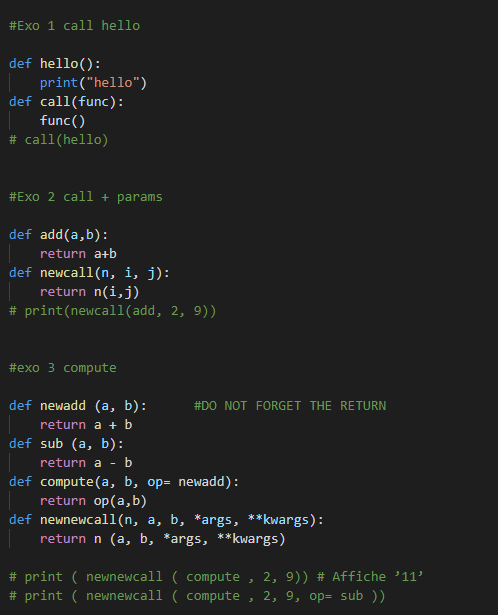 #Exo 1 call hello
def hello():
    print("hello")
def call(func):
    func()
# call(hello)
#Exo 2 call + params
def add(a,b):
    return a+b
def newcall(n, i, j):
    return n(i,j)
# print(newcall(add, 2, 9))
#exo 3 compute
def newadd (a, b):      #DO NOT FORGET THE RETURN
    return a + b
def sub (a, b):
    return a - b
def compute(a, b, op= newadd):
    return op(a,b)
def newnewcall(n, a, b, *args, **kwargs):
    return n (a, b, *args, **kwargs)
# print ( newnewcall ( compute , 2, 9)) # Affiche ’11’
# print ( newnewcall ( compute , 2, 9, op= sub ))